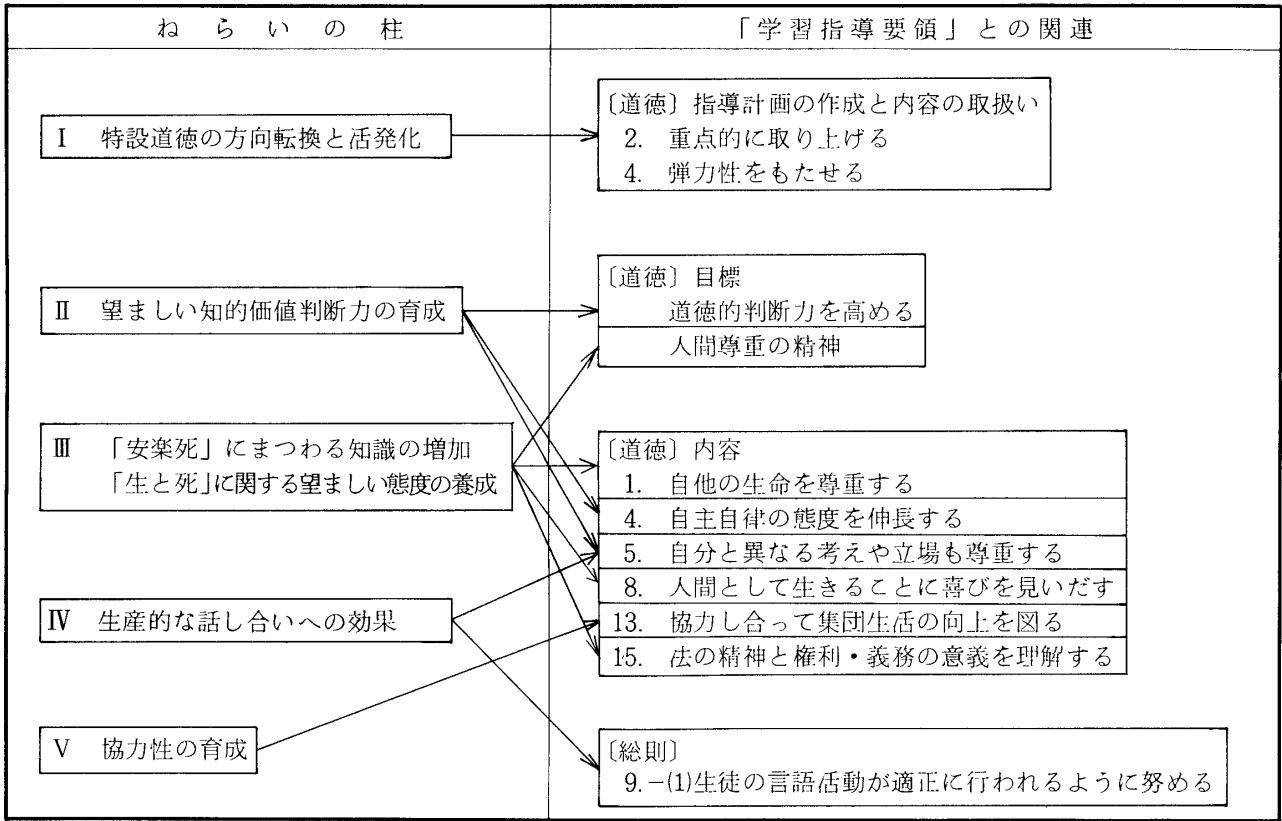 ねらいの柱
「学習指導要領」との関連
Ⅰ 特設道徳の方向転換と活発化
〔道徳〕指導計画の作成と内容の取扱い
2. 重点的に取り上げる
4. 弾力性をもたせる
Ⅱ 望ましい知的価値判断力の育成
〔道徳〕目標
道徳的判断力を高める
人間尊重の精神
Ⅲ 「安楽死」にまつわる知識の増加
「生と死」に関する望ましい態度の養成
〔道徳〕内容
1. 自他の生命を尊重する
4. 自主自律の態度を伸長する
5. 自分と異なる考えや立場も尊重する
8. 人間として生きることに喜びを見いだす
13. 協力し合って集団生活の向上を図る
15. 法の精神と権利・義務の意義を理解する
Ⅳ 生産的な話し合いへの効果
Ⅴ 協力性の育成
〔総則〕
9.−(1)生徒の言語活動が適正に行われるように努める